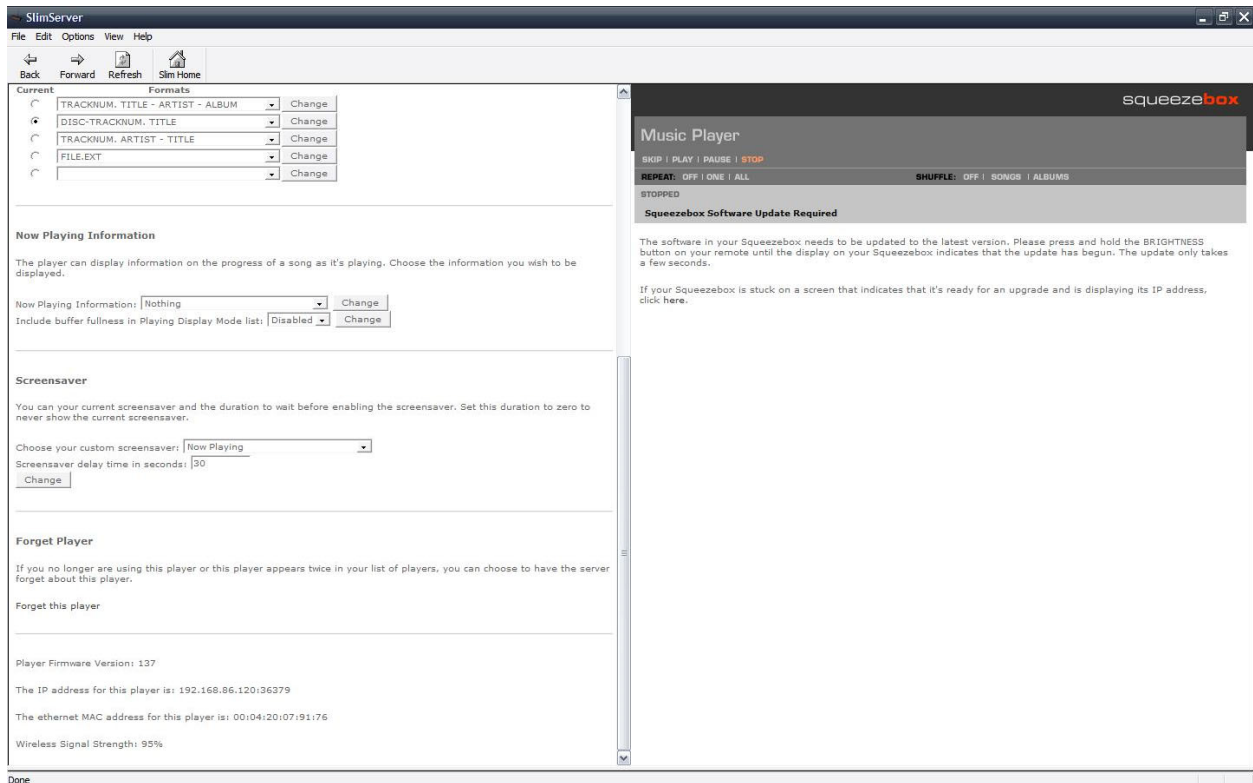 SlimServer
File Edit Options View Help
Back Forward Refresh Slim Home
Current Formats
TRACKNUM. TITLE - ARTIST - ALBUM Change
DISC-TRACKNUM. TITLE Change
TRACKNUM. ARTIST - TITLE Change
FILE.EXT Change
Change
Now Playing Information
The player can display information on the progress of a song as it's playing. Choose the information you wish to be
displayed.
Now Playing Information: Nothing Change
Include buffer fullness in Playing Display Mode list: Disabled Change
Screensaver
You can your current screensaver and the duration to wait before enabling the screensaver. Set this duration to zero to
never show the current screensaver.
Choose your custom screensaver: Now Playing
Screensaver delay time in seconds: 30
Change
Forget Player
If you no longer are using this player or this player appears twice in your list of players, you can choose to have the server
forget about this player.
Forget this player
Player Firmware Version: 137
The IP address for this player is: 192.168.86.120:36379
The ethernet MAC address for this player is: 00:04:20:07:91:76
Wireless Signal Strength: 95%
squeezebox
Music Player
SKIP | PLAY | PAUSE | STOP
REPEAT: OFF | ONE | ALL SHUFFLE: OFF | SONGS | ALBUMS
STOPPED
Squeezebox Software Update Required
The software in your Squeezebox needs to be updated to the latest version. Please press and hold the BRIGHTNESS
button on your remote until the display on your Squeezebox indicates that the update has begun. The update only takes
a few seconds.
If your Squeezebox is stuck on a screen that indicates that it's ready for an upgrade and is displaying its IP address,
click here.
Done